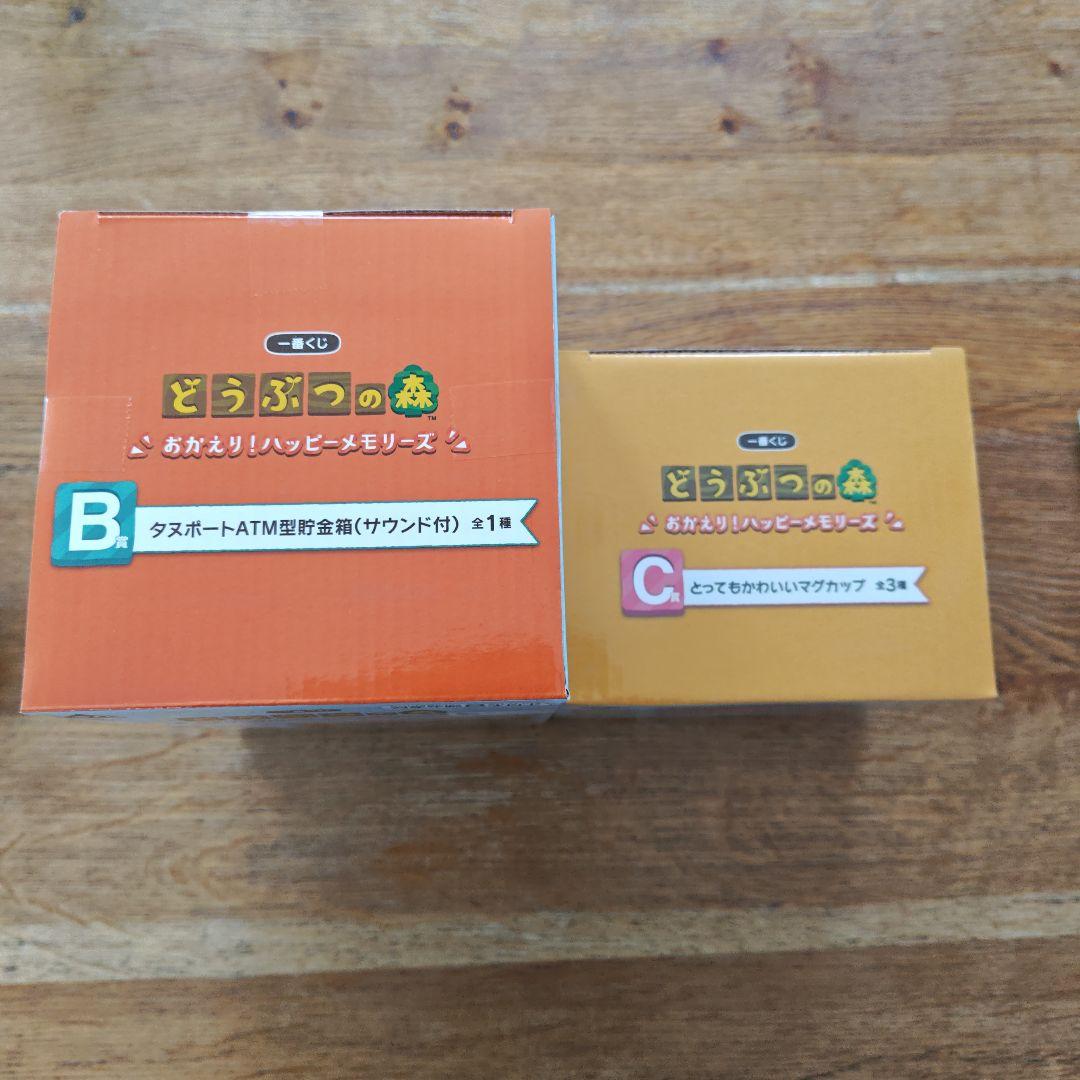 一番くじ
どうぶつの森™
おかえり!ハッピーメモリーズ
B賞 タヌポートATM型貯金箱(サウンド付) 全1種
一番くじ
どうぶつの森™
おかえり!ハッピーメモリーズ
C賞 とってもかわいいマグカップ 全3種